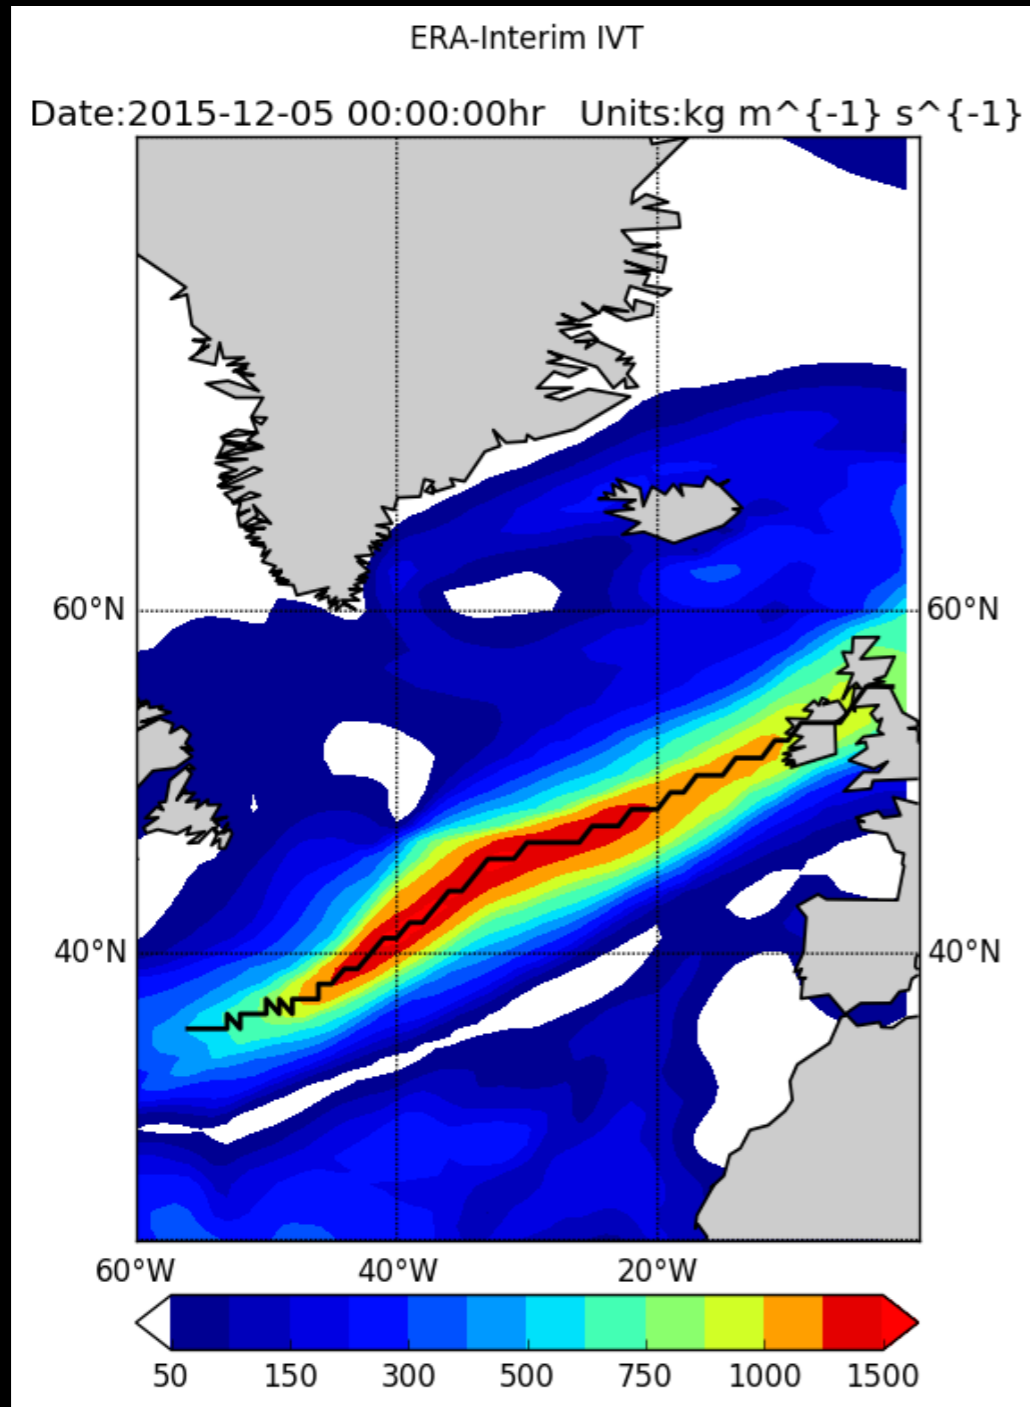 ERA-Interim IVT
Date:2015-12-05 00:00:00hr Units:kg m^{-1} s^{-1}
60°N 60°N
40°N 40°N
60°W 40°W 20°W
50 150 300 500 750 1000 1500